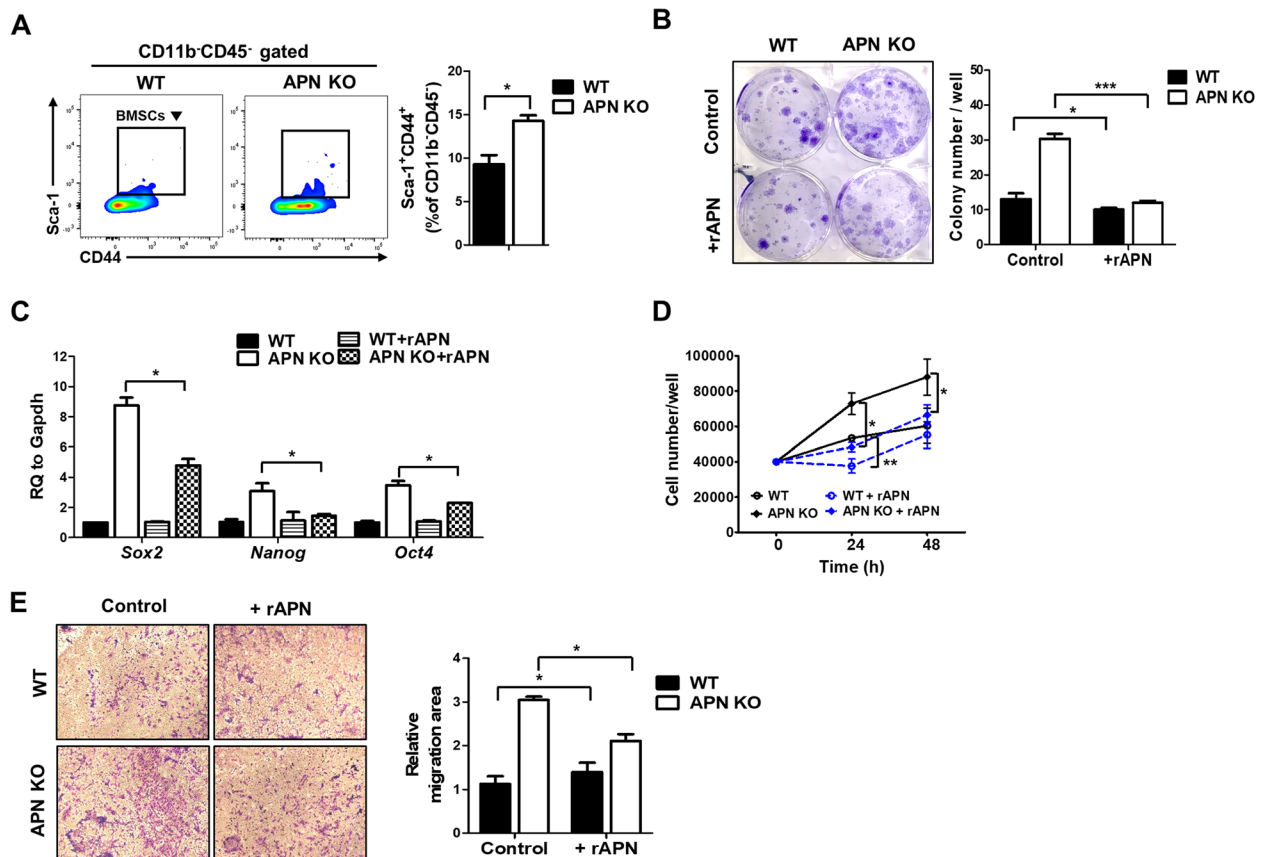 A
CD11b-CD45- gated
WT
APN KO
BMSCs ▼
Sca-1
CD44
Sca-1+CD44+
(%of CD11b-CD45-)
20
15
10
5
0
*
WT
APN KO
B
WT
APN KO
Control
+rAPN
Colony number / well
50
40
30
20
10
0
*
***
Control
+rAPN
WT
APN KO
C
WT
WT+rAPN
APN KO
APN KO+rAPN
RQ to Gapdh
12
10
8
6
4
2
0
*
*
*
Sox2
Nanog
Oct4
D
Cell number/well
100000
80000
60000
40000
20000
0
*
**
*
WT
WT + rAPN
APN KO
APN KO + rAPN
0
24
48
Time (h)
E
Control
+ rAPN
WT
APN KO
Relative
migration area
4
3
2
1
0
*
*
Control
+ rAPN
WT
APN KO